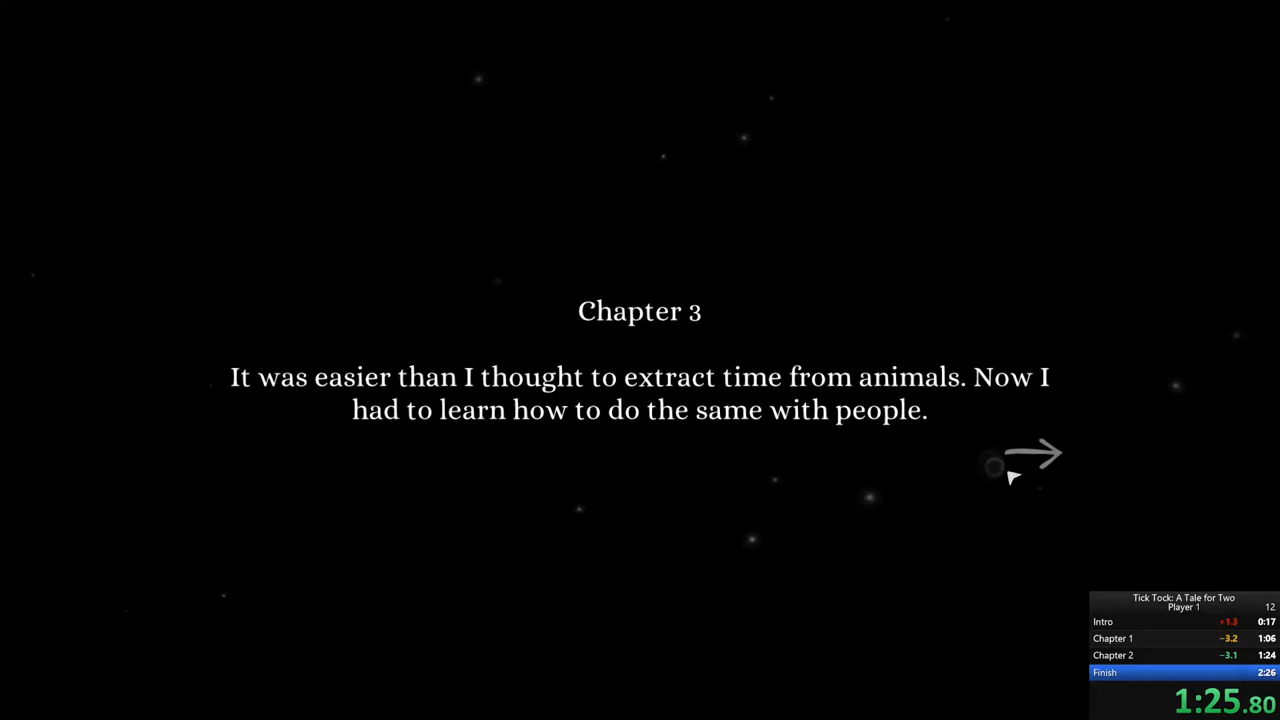 Chapter 3
It was easier than I thought to extract time from animals. Now I
had to learn how to do the same with people.
Tick Tock: A Tale for Two
Player 1 12
Intro +1.3 0:17
Chapter 1 −3.2 1:06
Chapter 2 −3.1 1:24
Finish 2:26
1:25.80